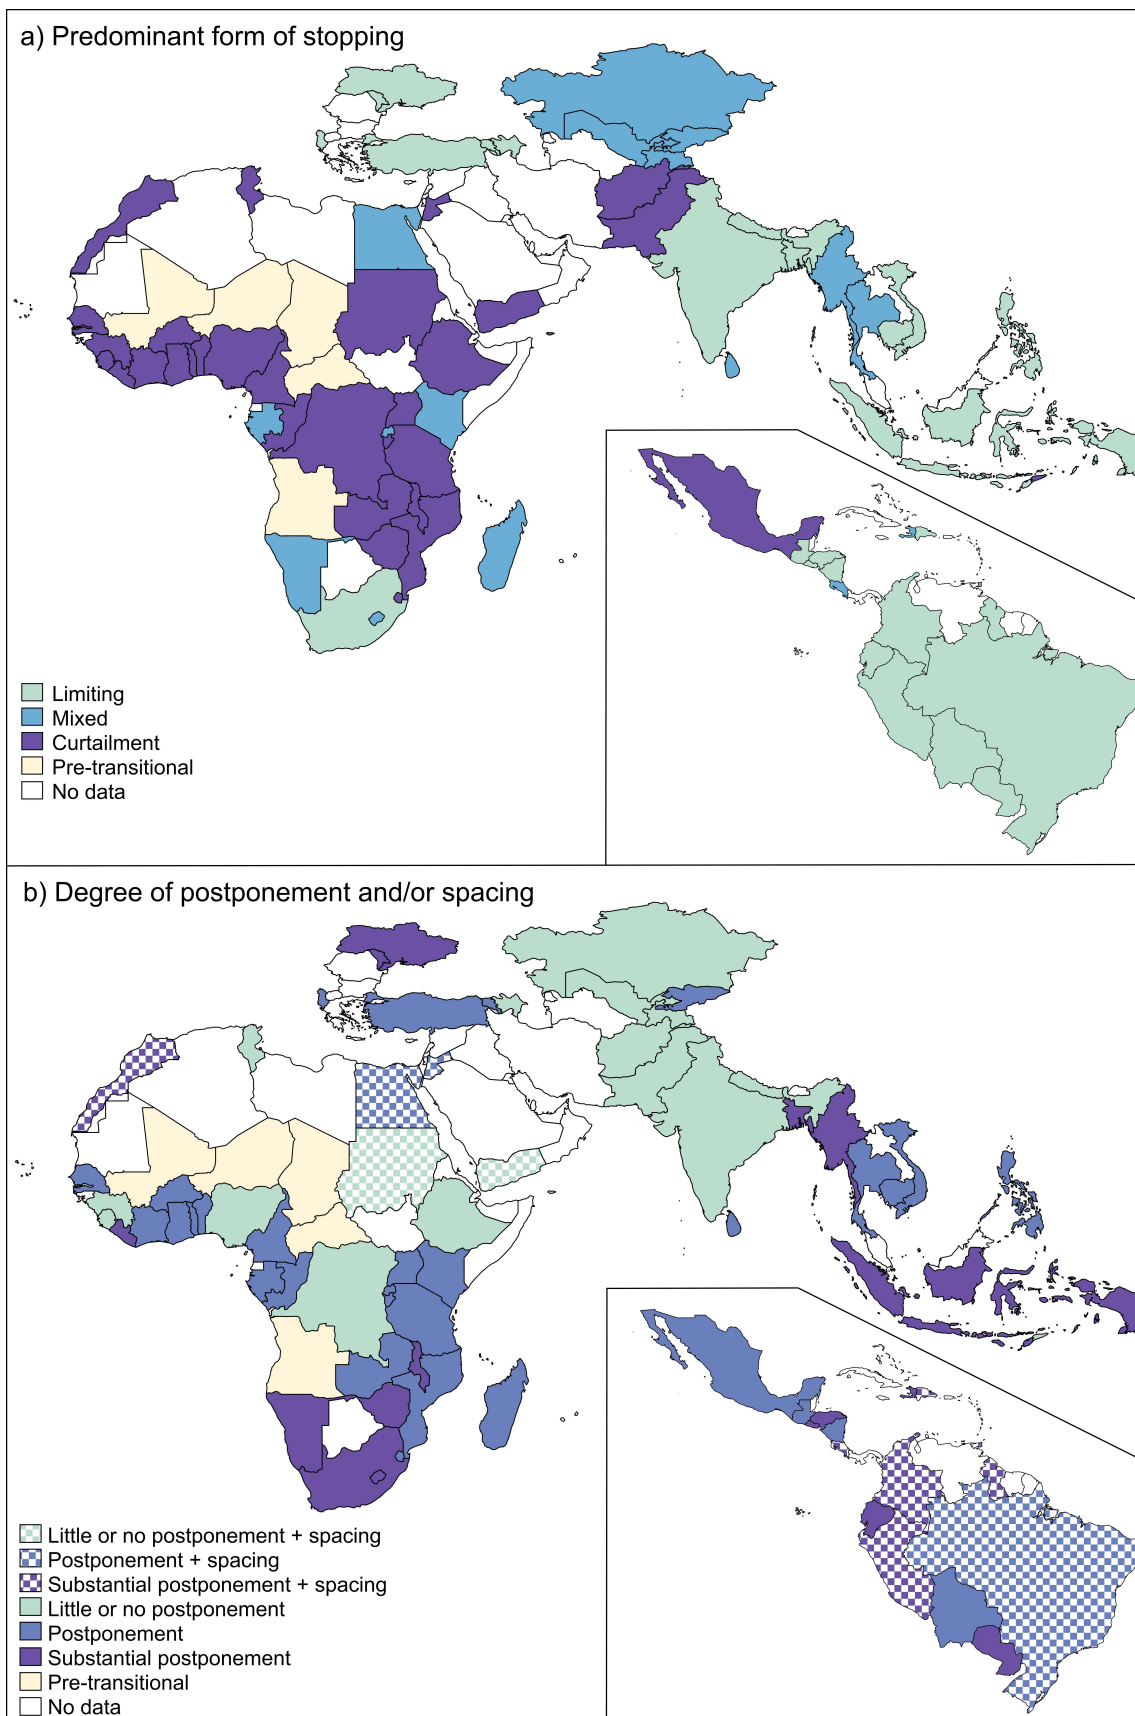 a) Predominant form of stopping
Limiting
Mixed
Curtailment
Pre-transitional
No data
b) Degree of postponement and/or spacing
Little or no postponement + spacing
Postponement + spacing
Substantial postponement + spacing
Little or no postponement
Postponement
Substantial postponement
Pre-transitional
No data